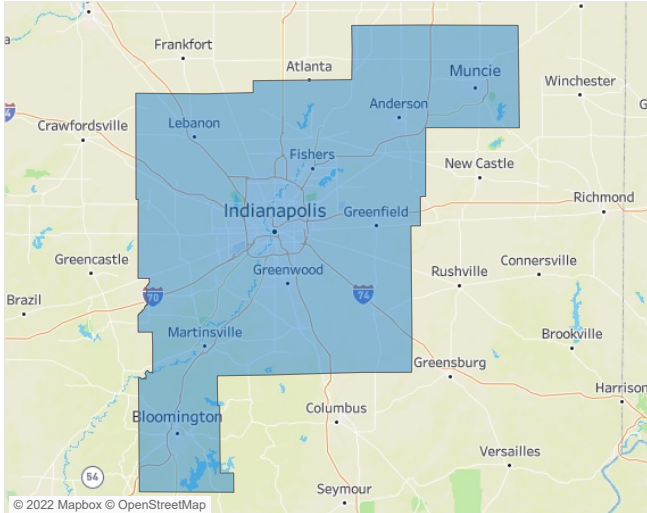 Frankfort
Atlanta
Muncie
Winchester
Anderson
Lebanon
Crawfordsville
Fishers
New Castle
Richmond
Indianapolis
Greenfield
Greencastle
Connersville
Greenwood
Rushville
Brazil
70
74
Martinsville
Brookville
Greensburg
Harrison
Bloomington
Columbus
Versailles
54
Seymour
© 2022 Mapbox © OpenStreetMap